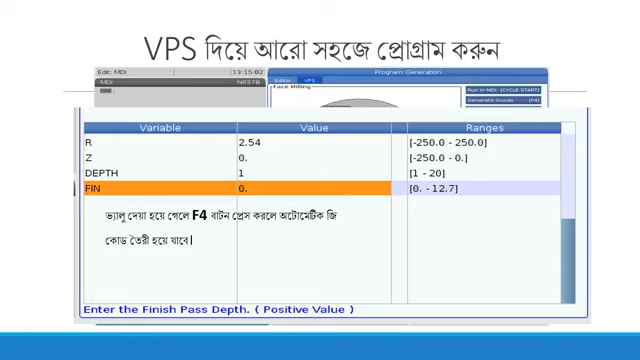 VPS দিয়ে আরো সহজে প্রোগ্রাম করুন
Edit: MDI 13:15:02 Program Generation
MDI N6370 Editor VPS
Face Milling
Run in MDI: [CYCLE START]
Generate Gcode: [F4]
Variable Value Ranges
R 2.54 [-250.0 - 250.0]
Z 0. [-250.0 - 0.]
DEPTH 1 [1 - 20]
FIN 0. [0. - 12.7]
ভ্যালু দেয়া হয়ে গেলে F4 বাটন প্রেস করলে অটোমেটিক জি
কোড তৈরী হয়ে যাবে।
Enter the Finish Pass Depth. ( Positive Value )